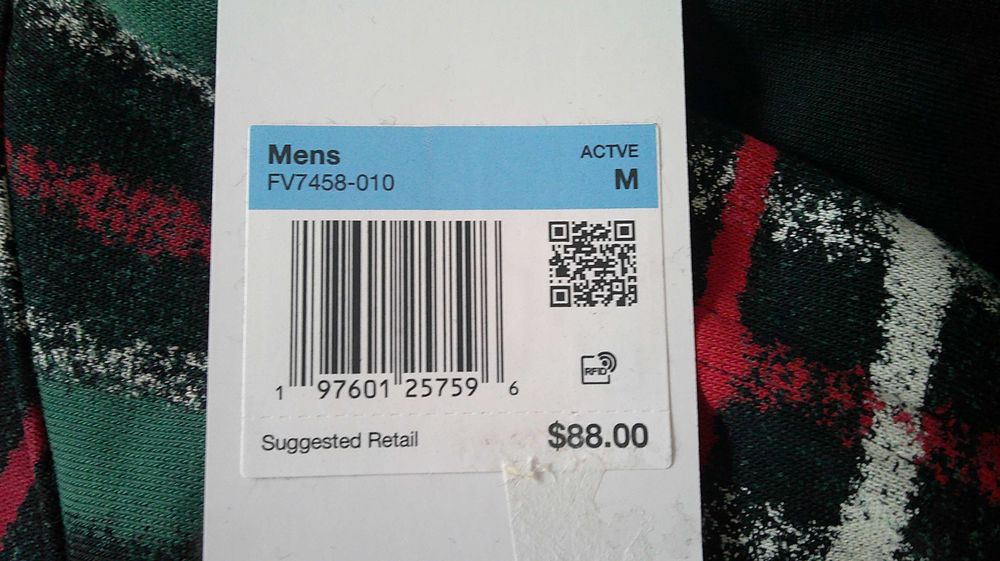 Mens
ACTVE
FV7458-010
M
RFID
1 97601 25759 6
Suggested Retail
$88.00